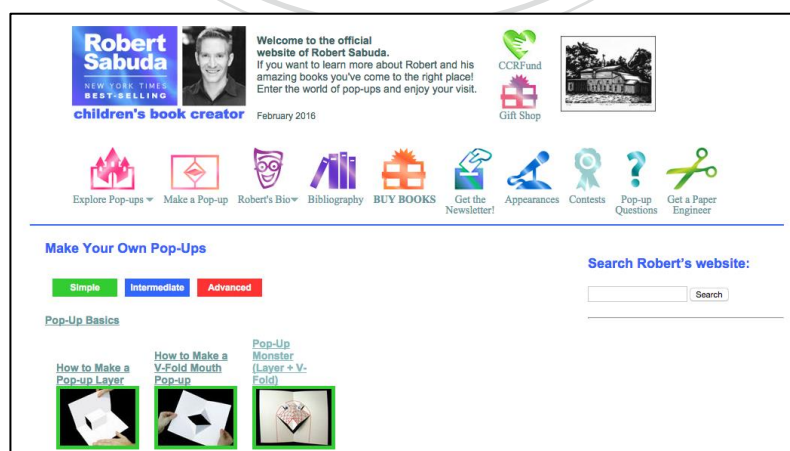 Robert
Sabuda
NEW YORK TIMES
BEST-SELLING
children's book creator
Welcome to the official
website of Robert Sabuda.
If you want to learn more about Robert and his
amazing books you've come to the right place!
Enter the world of pop-ups and enjoy your visit.
February 2016
CCRFund
Gift Shop
Explore Pop-ups
Make a Pop-up
Robert's Bio
Bibliography
BUY BOOKS
Get the
Newsletter!
Appearances
Contests
Pop-up
Questions
Get a Paper
Engineer
Make Your Own Pop-Ups
Simple
Intermediate
Advanced
Search Robert's website:
Search
Pop-Up Basics
How to Make a
Pop-up Layer
How to Make a
V-Fold Mouth
Pop-up
Pop-Up
Monster
(Layer + V-
Fold)